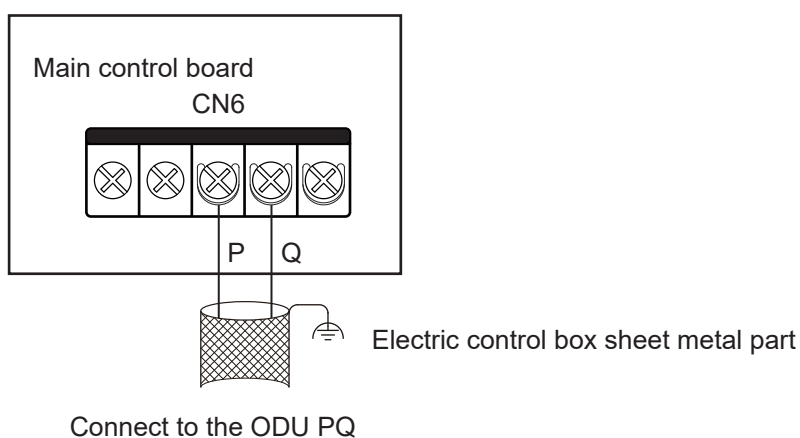 Main control board
CN6
P Q
Electric control box sheet metal part
Connect to the ODU PQ